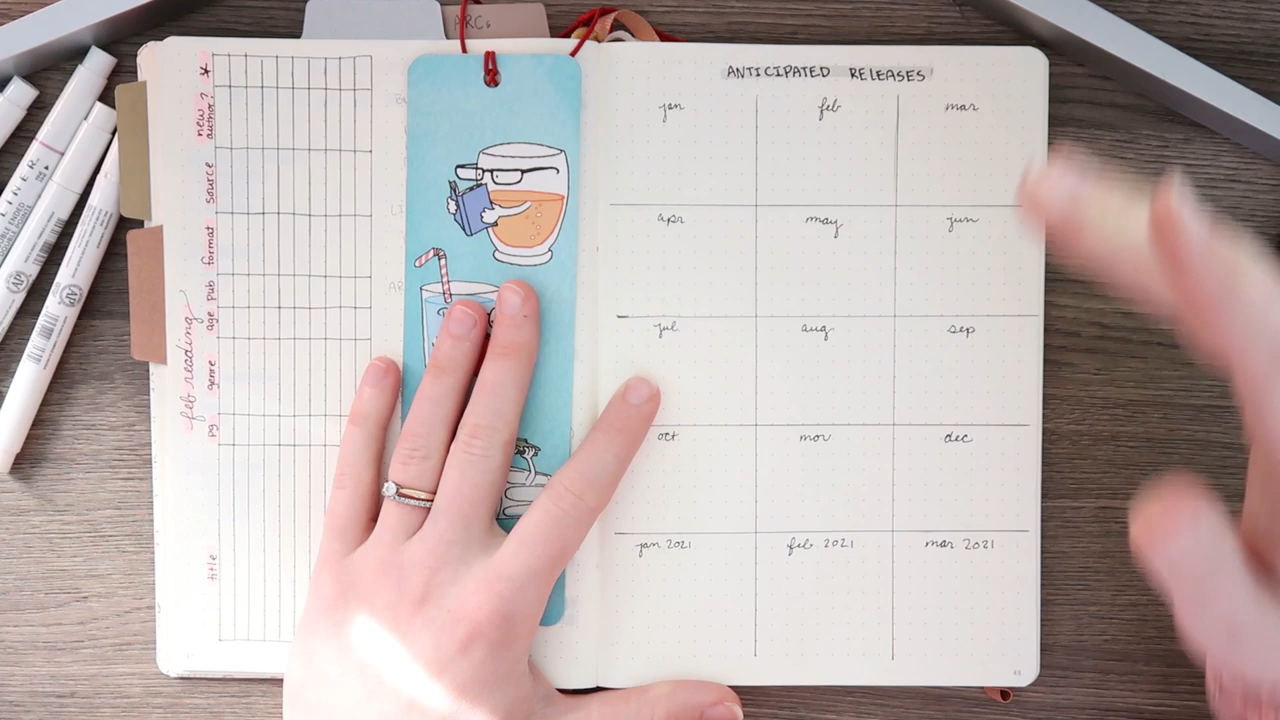 ARCs
ANTICIPATED RELEASES
jan feb mar
apr may jun
jul aug sep
oct nov dec
jan 2021 feb 2021 mar 2021
feb reading
title
pg
genre
age
pub
format
source
new
author?
*